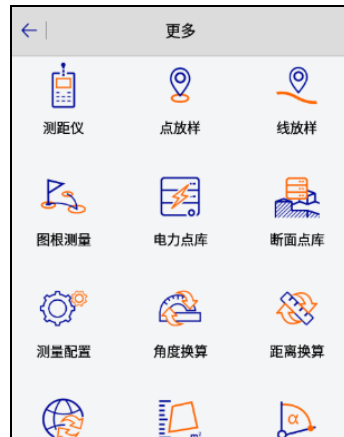 更多
测距仪 点放样 线放样
图根测量 电力点库 断面点库
测量配置 角度换算 距离换算
m²
α